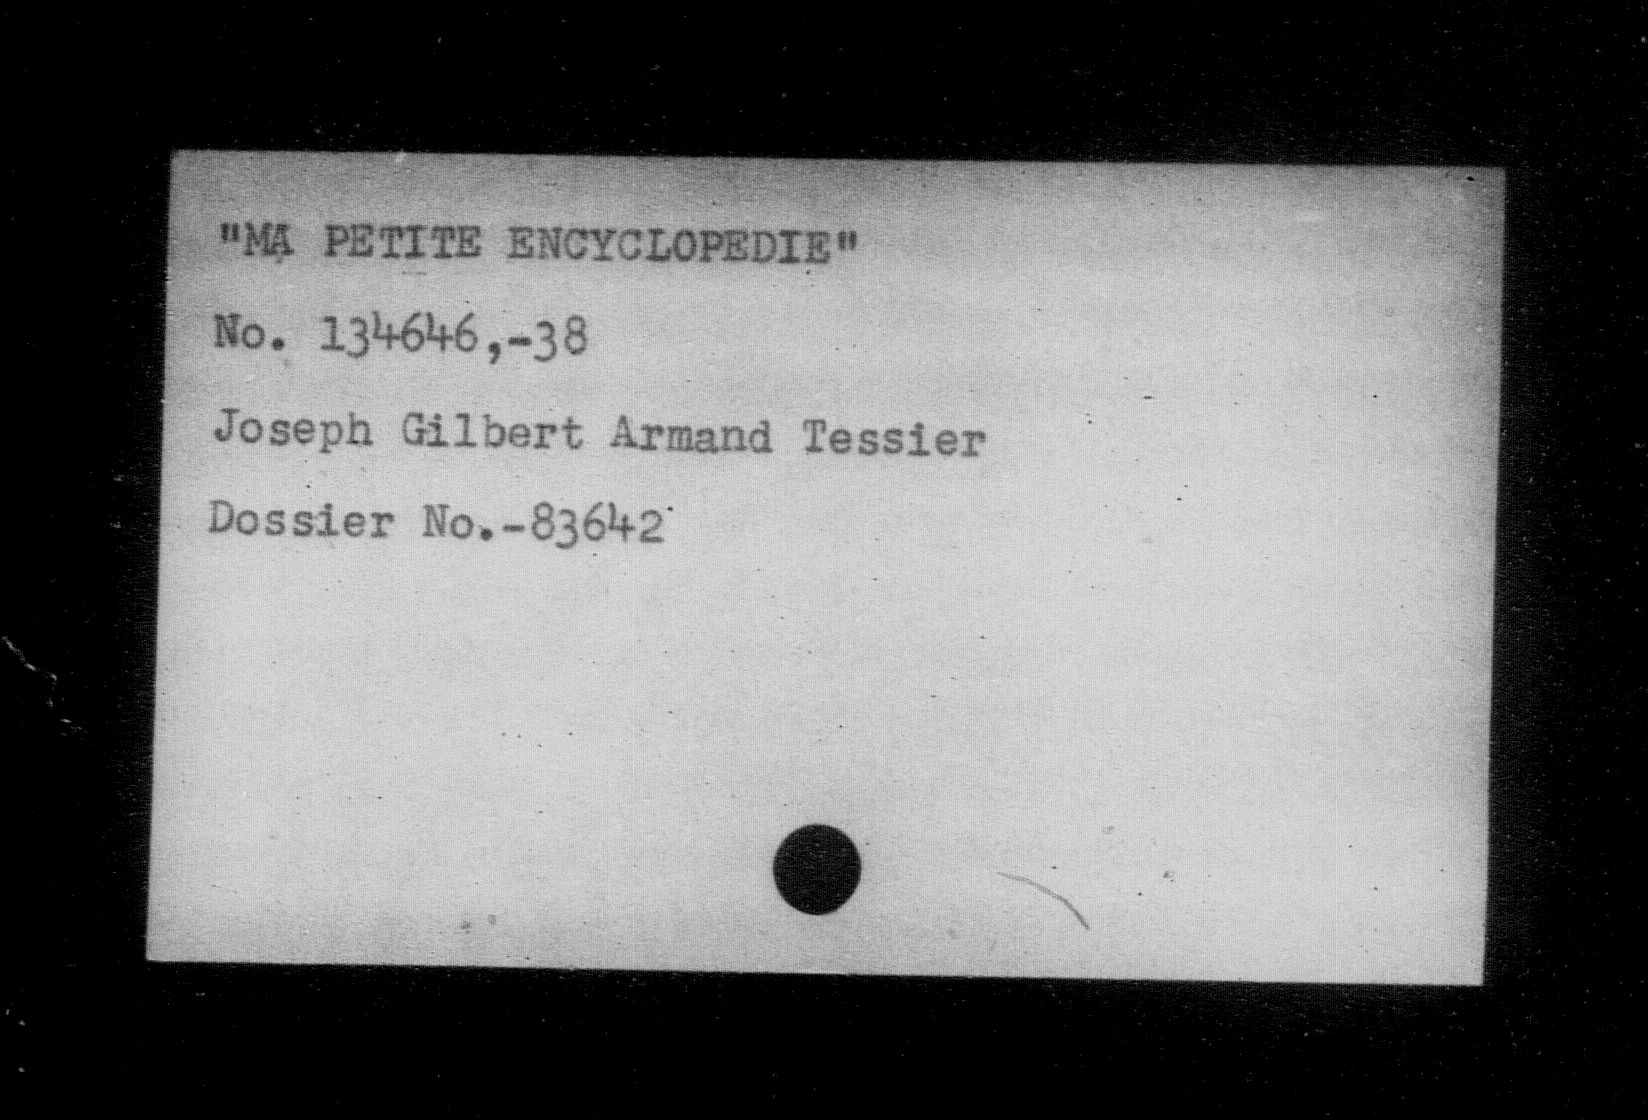 "MA PETITE ENCYCLOPEDIE"
No. 134646,-38
Joseph Gilbert Armand Tessier
Dossier No.-83642